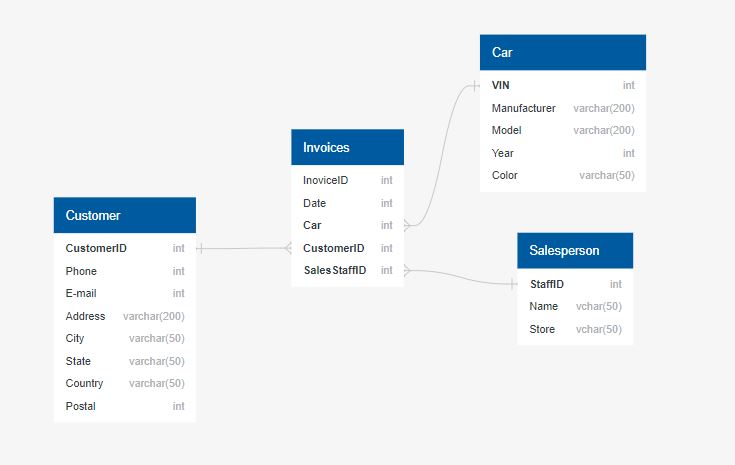 Car
VIN int
Manufacturer varchar(200)
Model varchar(200)
Year int
Color varchar(50)
Invoices
InoviceID int
Date int
Car int
CustomerID int
SalesStaffID int
Customer
CustomerID int
Phone int
E-mail int
Address varchar(200)
City varchar(50)
State varchar(50)
Country varchar(50)
Postal int
Salesperson
StaffID int
Name vchar(50)
Store vchar(50)